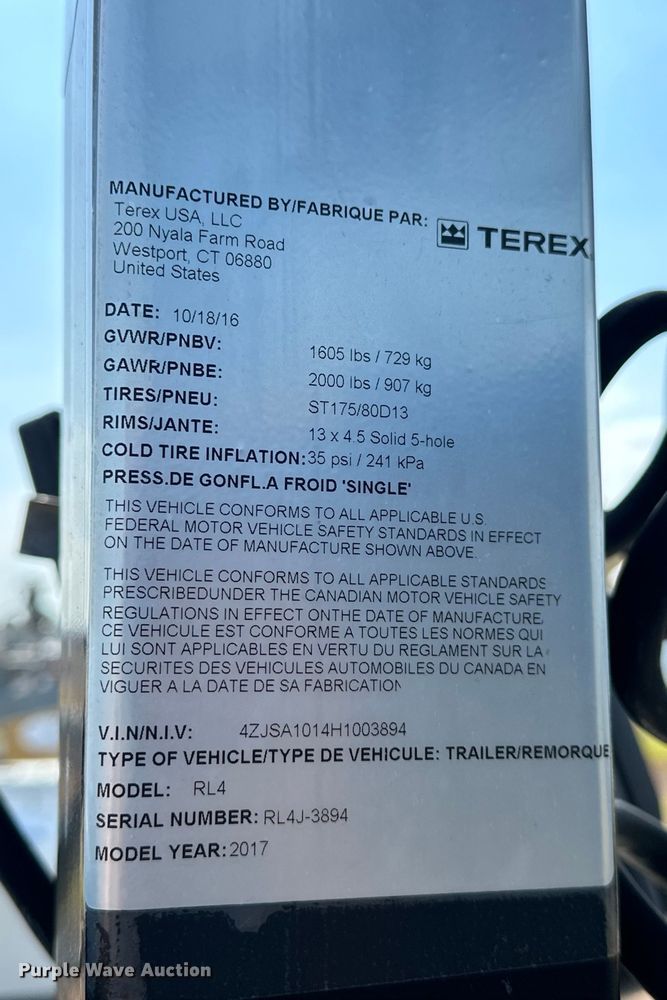 MANUFACTURED BY/FABRIQUE PAR:
TEREX
Terex USA, LLC
200 Nyala Farm Road
Westport, CT 06880
United States
DATE: 10/18/16
GVWR/PNBV: 1605 lbs / 729 kg
GAWR/PNBE: 2000 lbs / 907 kg
TIRES/PNEU: ST175/80D13
RIMS/JANTE: 13 x 4.5 Solid 5-hole
COLD TIRE INFLATION: 35 psi / 241 kPa
PRESS.DE GONFL.A FROID 'SINGLE'
THIS VEHICLE CONFORMS TO ALL APPLICABLE U.S.
FEDERAL MOTOR VEHICLE SAFETY STANDARDS IN EFFECT
ON THE DATE OF MANUFACTURE SHOWN ABOVE.
THIS VEHICLE CONFORMS TO ALL APPLICABLE STANDARDS
PRESCRIBEDUNDER THE CANADIAN MOTOR VEHICLE SAFETY
REGULATIONS IN EFFECT ONTHE DATE OF MANUFACTURE.
CE VEHICULE EST CONFORME A TOUTES LES NORMES QUI
LUI SONT APPLICABLES EN VERTU DU REGLAMENT SUR LA
SECURITES DES VEHICULES AUTOMOBILES DU CANADA EN
VIGUER A LA DATE DE SA FABRICATION
V.I.N/N.I.V: 4ZJSA1014H1003894
TYPE OF VEHICLE/TYPE DE VEHICULE: TRAILER/REMORQUE
MODEL: RL4
SERIAL NUMBER: RL4J-3894
MODEL YEAR: 2017
Purple Wave Auction